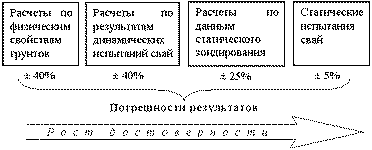 Расчеты по
физическим
свойствам
грунтов
Расчеты по
результатам
динамических
испытаний свай
Расчеты по
данным
статического
зондирования
Статические
испытания
свай
± 40%
± 40%
± 25%
± 5%
Погрешности результатов
Рост достоверности